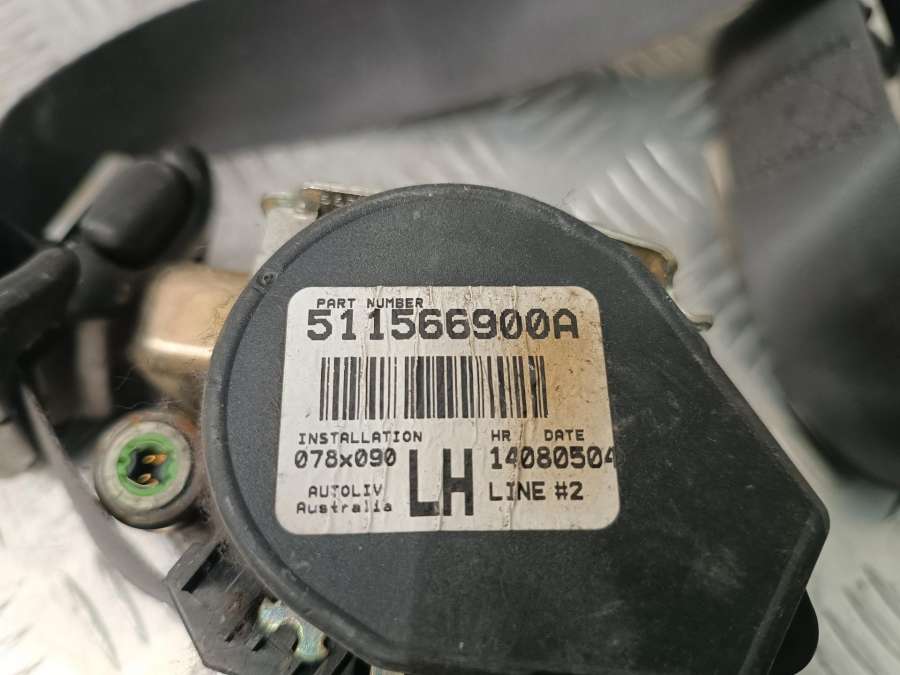 PART NUMBER
511566900A
INSTALLATION HR DATE
078x090 14080504
AUTOLIV LH LINE #2
Australia